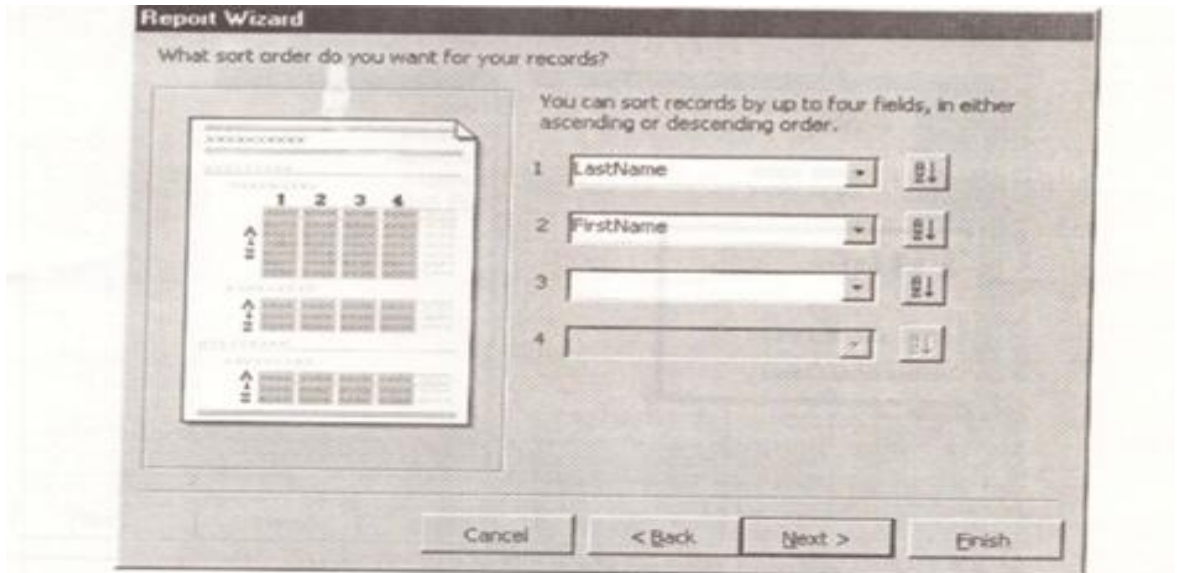 Report Wizard
What sort order do you want for your records?
You can sort records by up to four fields, in either
ascending or descending order.
1 LastName
2 FirstName
3
4
1 2 3 4
Cancel
< Back
Next >
Finish